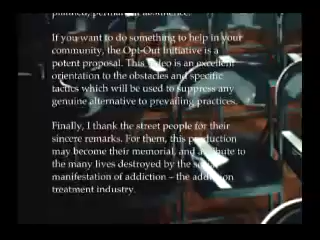 planned, permanent abstinence.
If you want to do something to help in your
community, the Opt-Out Initiative is a
potent proposal. This video is an excellent
orientation to the obstacles and specific
tactics which will be used to suppress any
genuine alternative to prevailing practices.
Finally, I thank the street people for their
sincere remarks. For them, this production
may become their memorial, and a tribute to
the many lives destroyed by the
manifestation of addiction – the addiction
treatment industry.